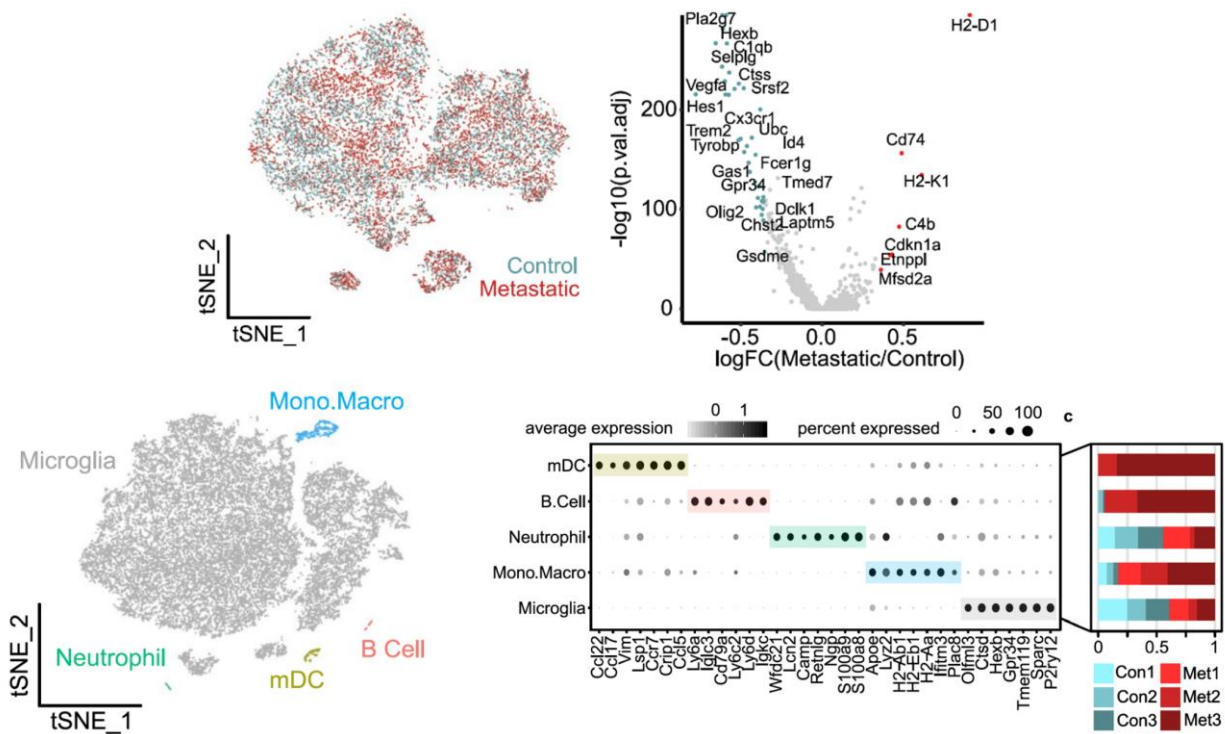 Control
Metastatic
tSNE_2
tSNE_1
Pla2g7
Hexb
C1qb
Selplg
Ctss
Vegfa
Srsf2
Hes1
Cx3cr1
Trem2
Ubc
Tyrobp
Id4
Fcer1g
Gas1
Tmed7
Gpr34
Olig2
Dclk1
Chst2
Laptm5
Gsdme
H2-D1
Cd74
H2-K1
C4b
Cdkn1a
Etnppl
Mfsd2a
-log10(p.val.adj)
200
100
0
-0.5
0.0
0.5
logFC(Metastatic/Control)
Mono.Macro
Microglia
Neutrophil
mDC
B Cell
tSNE_2
tSNE_1
average expression
0 1
percent expressed
0 50 100
c
mDC
B.Cell
Neutrophil
Mono.Macro
Microglia
Ccl22
Ccl17
Vim
Lsp1
Ccr7
Crip1
Ccl5
Ly6a
Iglc3
Cd79a
Ly6c2
Ly6d
Igkc
Wfdc21
Lcn2
Camp
Retnlg
Ngp
S100a9
S100a8
Apoe
Lyz2
H2-Ab1
H2-Eb1
H2-Aa
Ifitm3
Plac8
Olfml3
Ctsd
Hexb
Gpr34
Tmem119
Sparc
P2ry12
0 1
Con1 Met1
Con2 Met2
Con3 Met3